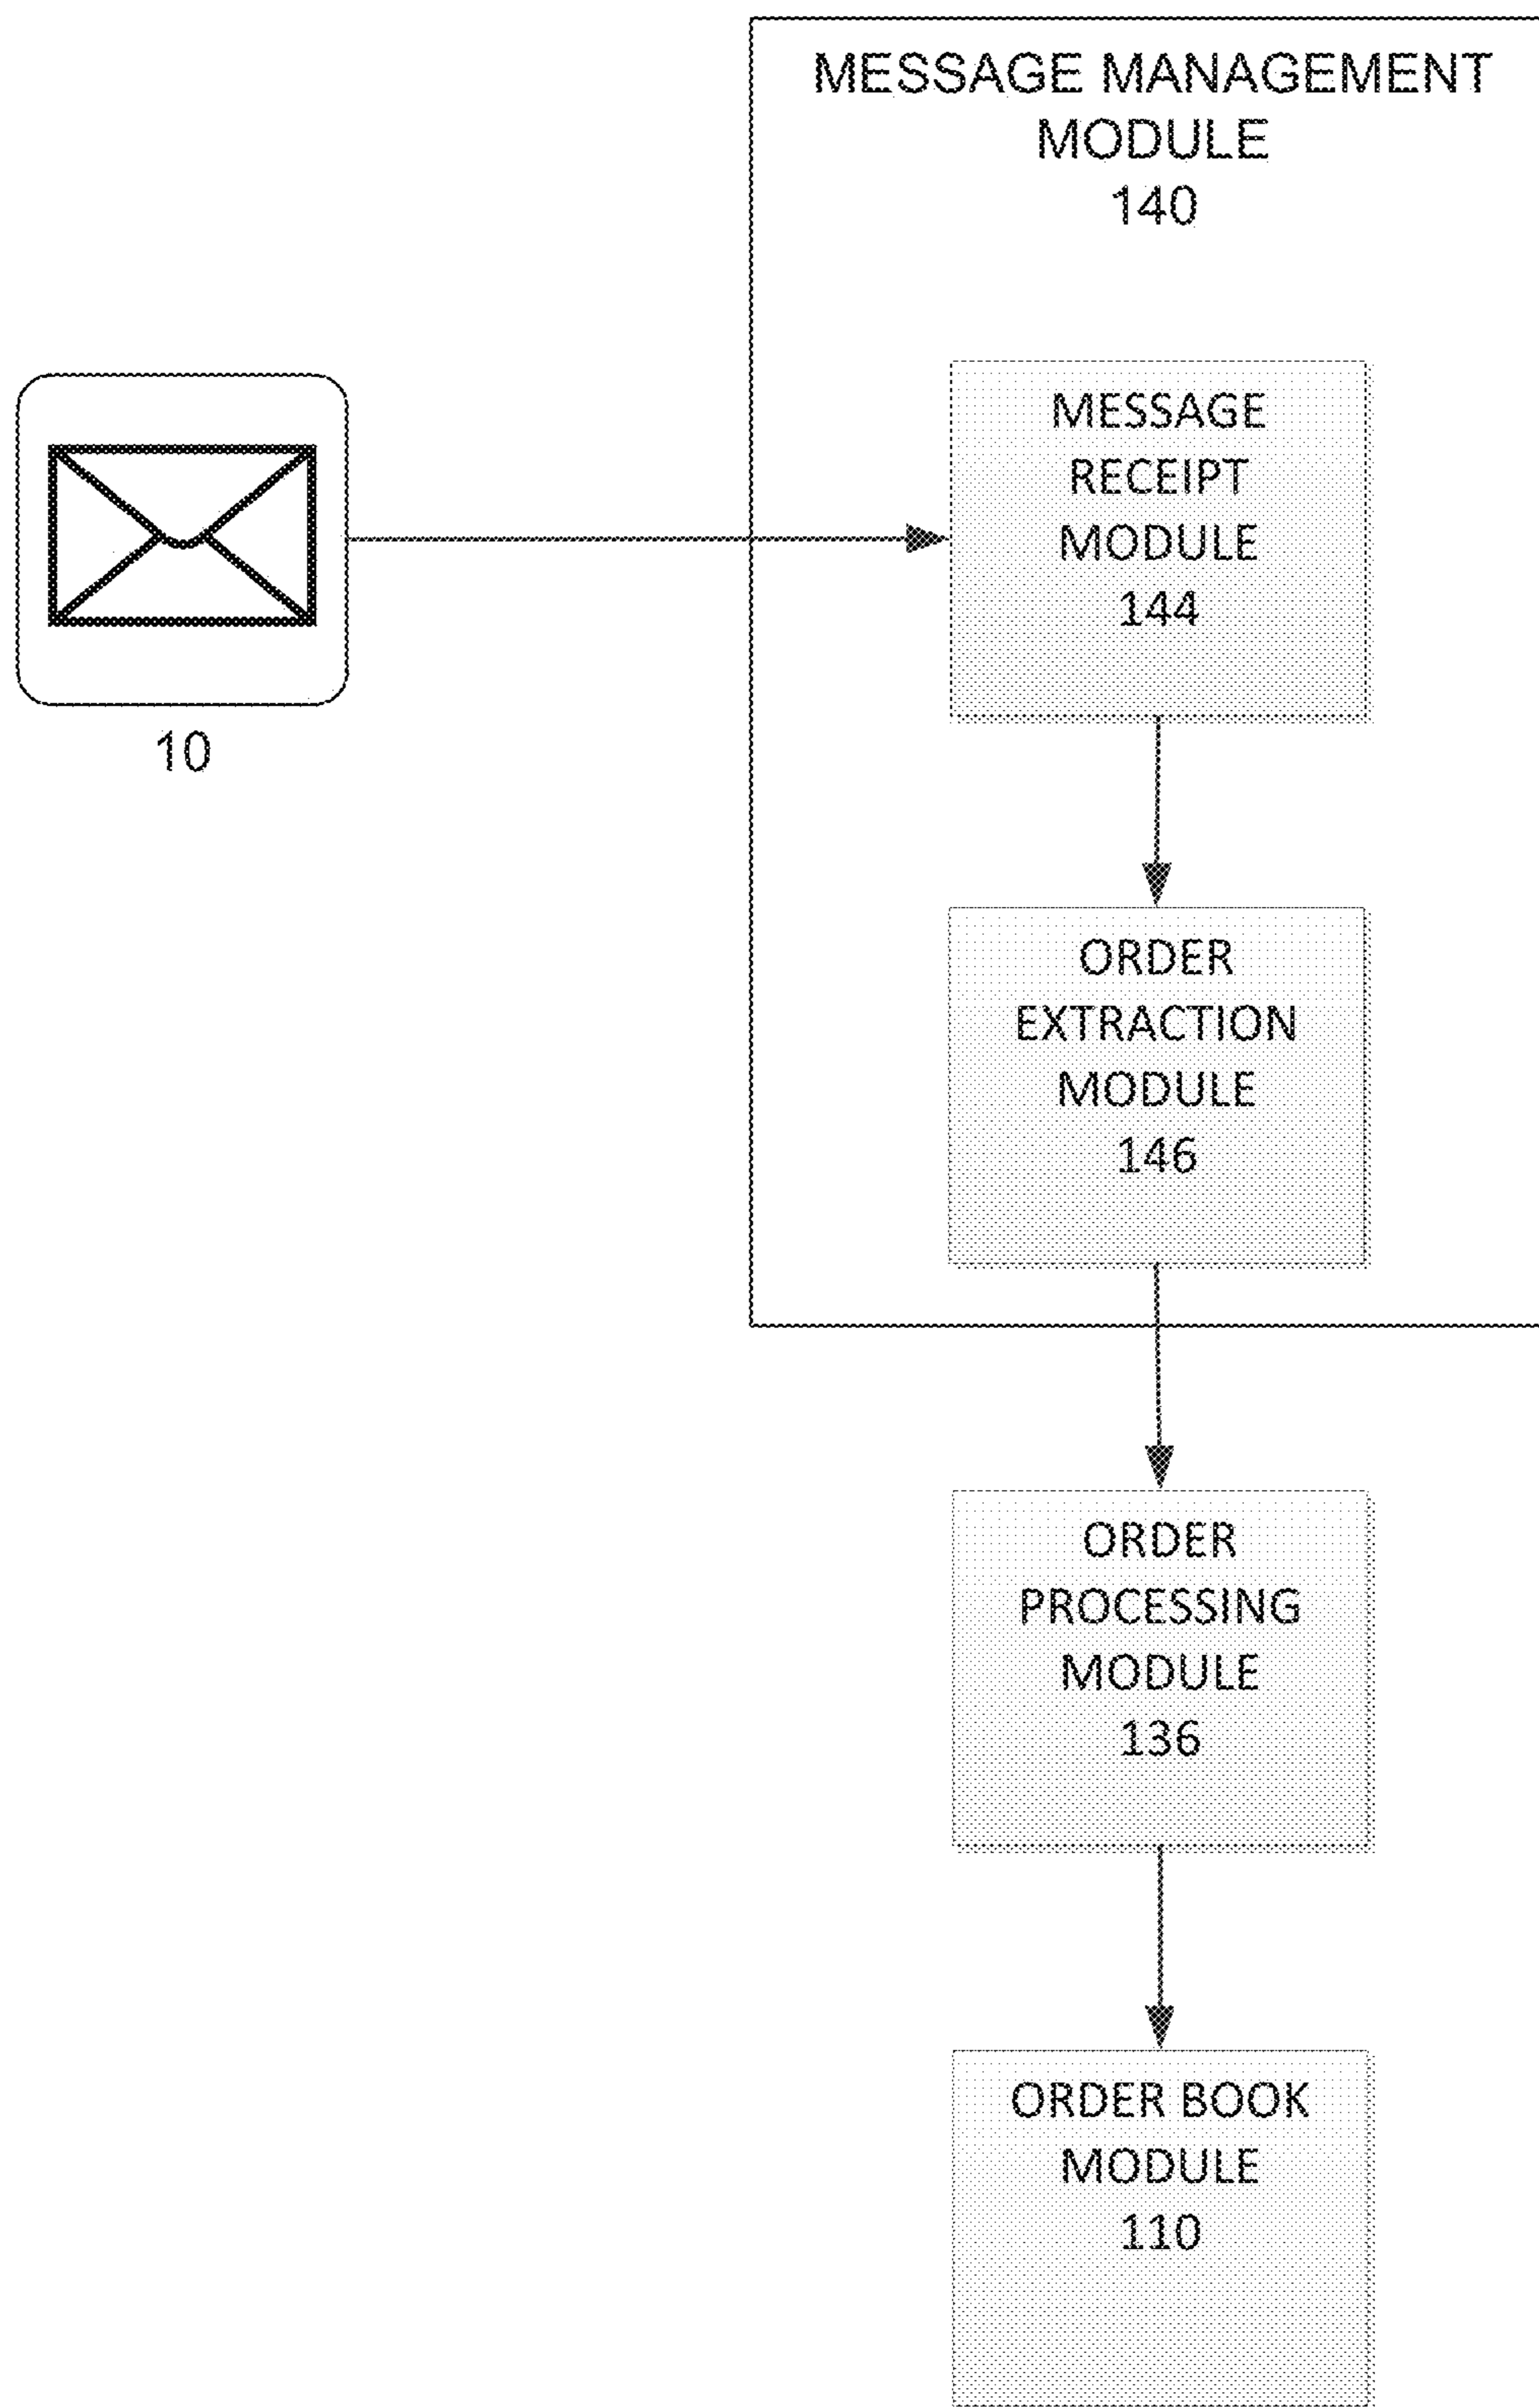 MESSAGE MANAGEMENT
MODULE
140
MESSAGE
RECEIPT
MODULE
144
10
ORDER
EXTRACTION
MODULE
146
ORDER
PROCESSING
MODULE
136
ORDER BOOK
MODULE
110